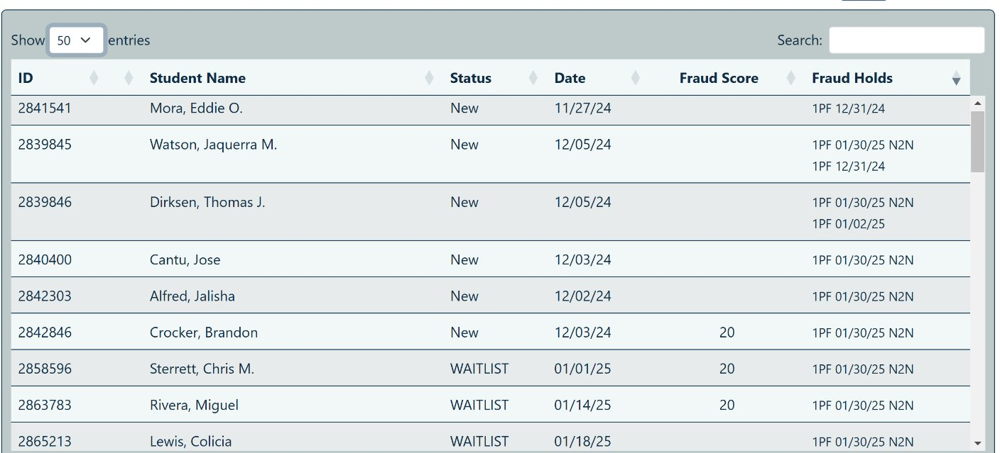 Show 50 entries Search:
ID Student Name Status Date Fraud Score Fraud Holds
2841541 Mora, Eddie O. New 11/27/24 1PF 12/31/24
2839845 Watson, Jaquerra M. New 12/05/24 1PF 01/30/25 N2N
1PF 12/31/24
2839846 Dirksen, Thomas J. New 12/05/24 1PF 01/30/25 N2N
1PF 01/02/25
2840400 Cantu, Jose New 12/03/24 1PF 01/30/25 N2N
2842303 Alfred, Jalisha New 12/02/24 1PF 01/30/25 N2N
2842846 Crocker, Brandon New 12/03/24 20 1PF 01/30/25 N2N
2858596 Sterrett, Chris M. WAITLIST 01/01/25 20 1PF 01/30/25 N2N
2863783 Rivera, Miguel WAITLIST 01/14/25 20 1PF 01/30/25 N2N
2865213 Lewis, Colicia WAITLIST 01/18/25 1PF 01/30/25 N2N